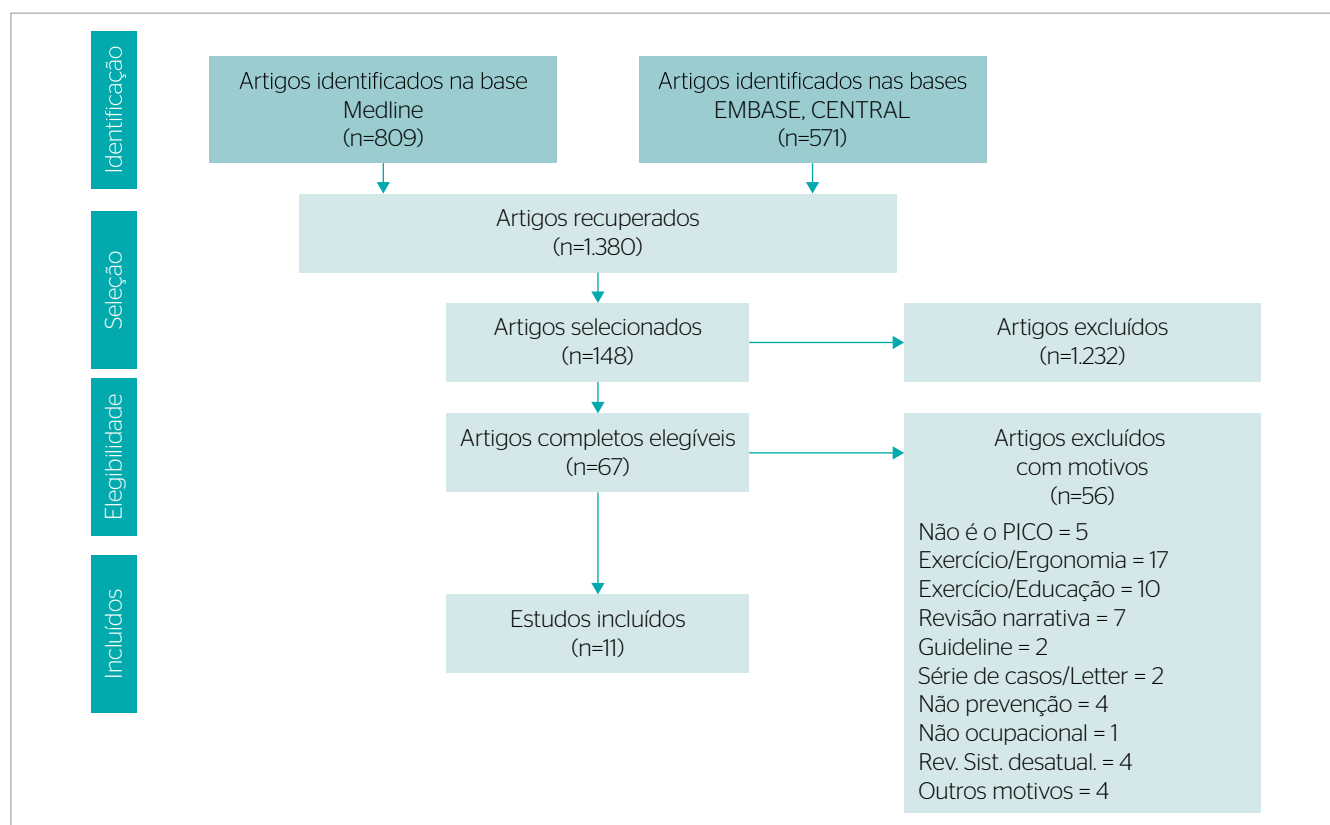 Identificação
Artigos identificados na base
Medline
(n=809)
Artigos identificados nas bases
EMBASE, CENTRAL
(n=571)
Seleção
Artigos recuperados
(n=1.380)
Artigos selecionados
(n=148)
Artigos excluídos
(n=1.232)
Elegibilidade
Artigos completos elegíveis
(n=67)
Artigos excluídos
com motivos
(n=56)
Não é o PICO = 5
Exercício/Ergonomia = 17
Exercício/Educação = 10
Revisão narrativa = 7
Guideline = 2
Série de casos/Letter = 2
Não prevenção = 4
Não ocupacional = 1
Rev. Sist. desatual. = 4
Outros motivos = 4
Incluídos
Estudos incluídos
(n=11)